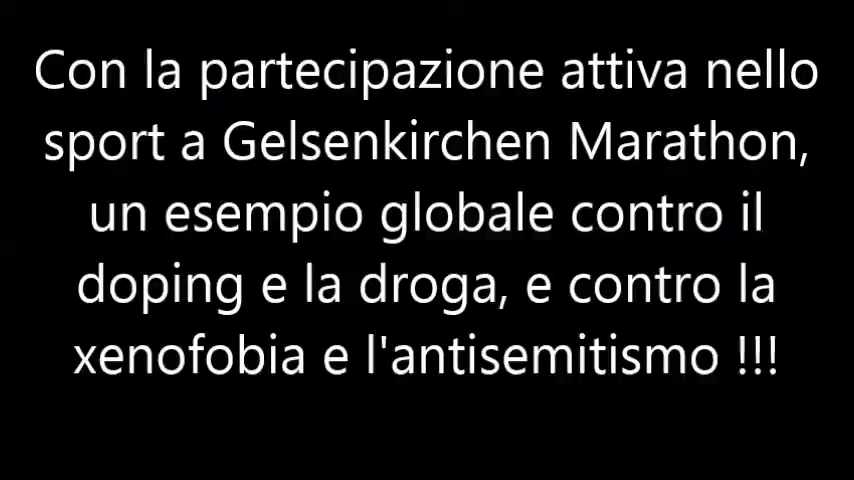 Con la partecipazione attiva nello
sport a Gelsenkirchen Marathon,
un esempio globale contro il
doping e la droga, e contro la
xenofobia e l'antisemitismo !!!